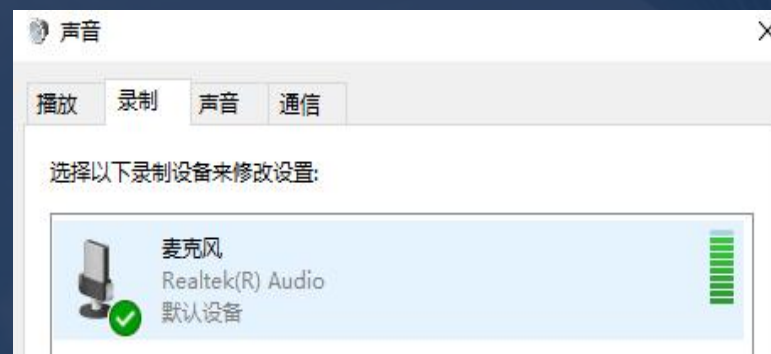 声音
播放 录制 声音 通信
选择以下录制设备来修改设置:
麦克风
Realtek(R) Audio
默认设备